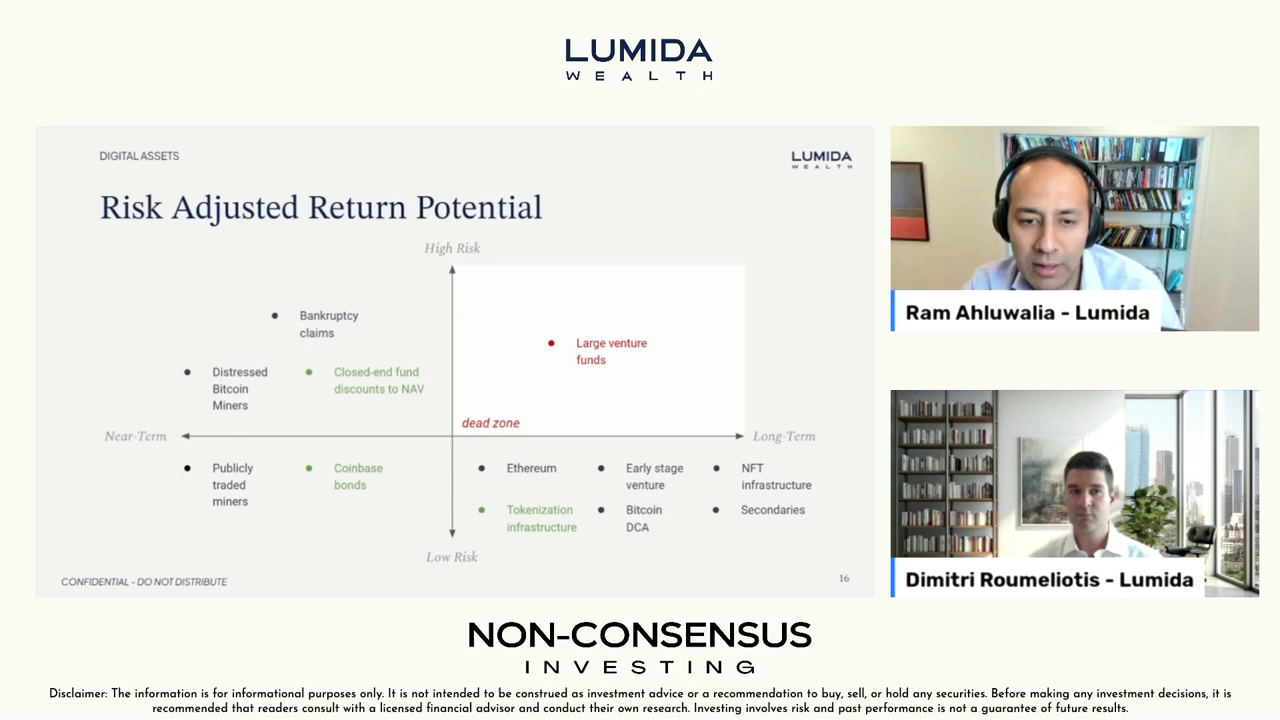 LUMIDA
WEALTH
DIGITAL ASSETS
LUMIDA
WEALTH
Risk Adjusted Return Potential
High Risk
Bankruptcy
claims
Large venture
funds
Distressed
Bitcoin
Miners
Closed-end fund
discounts to NAV
dead zone
Near-Term
Long-Term
Publicly
traded
miners
Coinbase
bonds
Ethereum
Early stage
venture
NFT
infrastructure
Tokenization
infrastructure
Bitcoin
DCA
Secondaries
Low Risk
CONFIDENTIAL - DO NOT DISTRIBUTE
16
Ram Ahluwalia - Lumida
Dimitri Roumeliotis - Lumida
NON-CONSENSUS
INVESTING
Disclaimer: The information is for informational purposes only. It is not intended to be construed as investment advice or a recommendation to buy, sell, or hold any securities. Before making any investment decisions, it is
recommended that readers consult with a licensed financial advisor and conduct their own research. Investing involves risk and past performance is not a guarantee of future results.